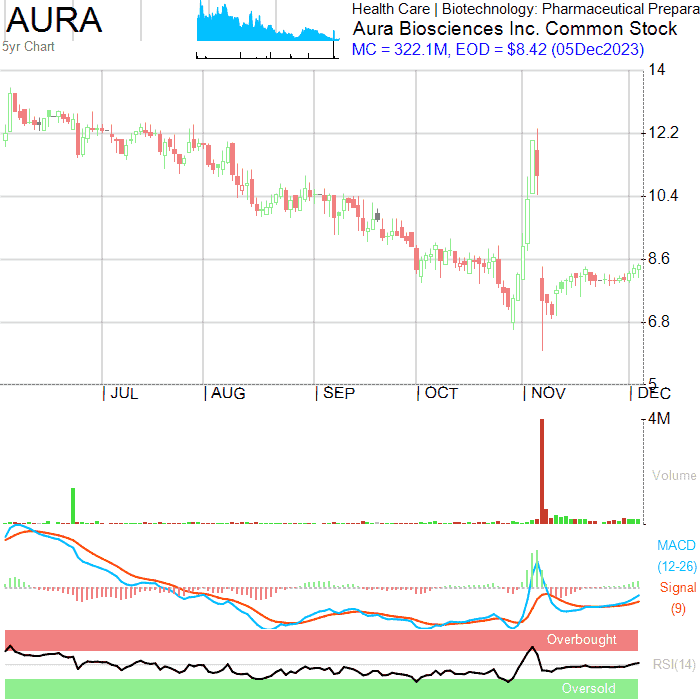 AURA
5yr Chart
Health Care | Biotechnology: Pharmaceutical Prepara
Aura Biosciences Inc. Common Stock
MC = 322.1M, EOD = $8.42 (05Dec2023)
14
12.2
10.4
8.6
6.8
5
JUL
AUG
SEP
OCT
NOV
DEC
4M
Volume
MACD
(12-26)
Signal
(9)
Overbought
RSI(14)
Oversold